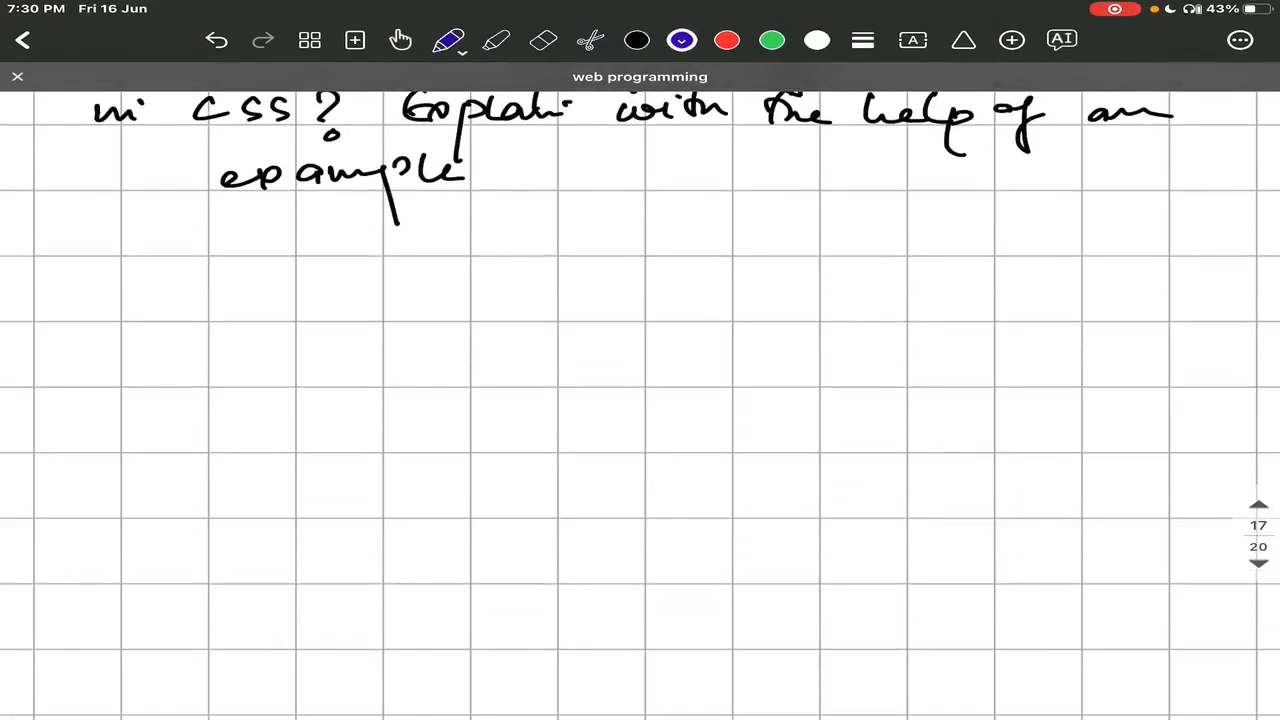 7:30 PM Fri 16 Jun 43%
AI
web programming
in CSS? Explain with the help of an
example
17
20